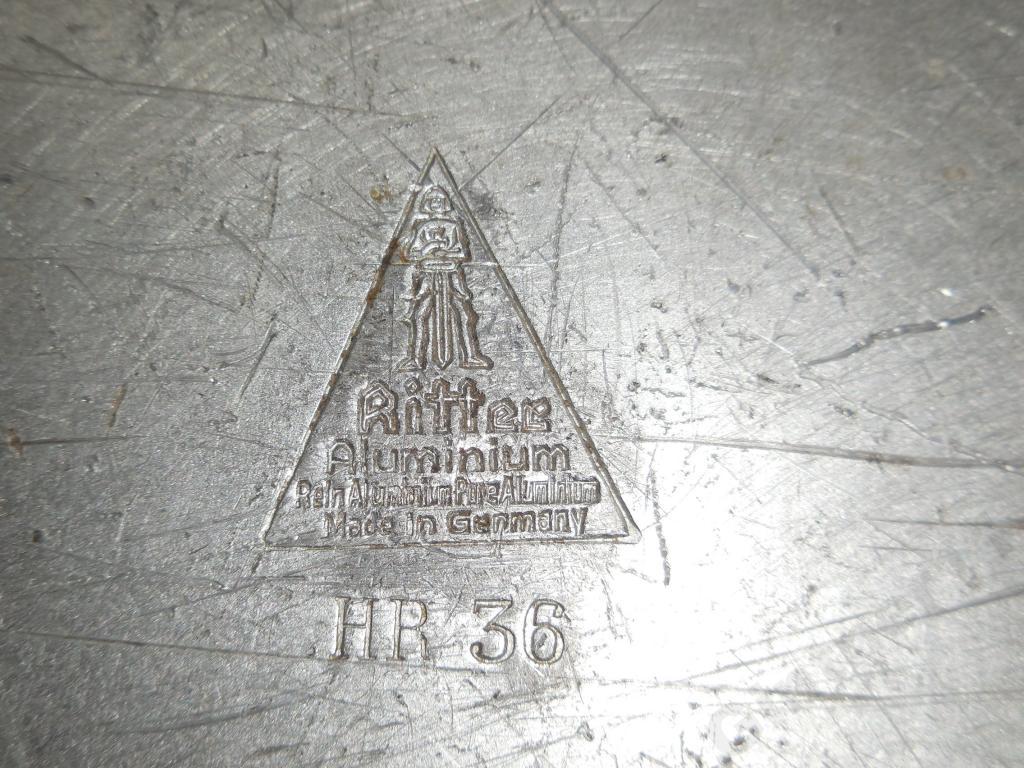 Ritter
Aluminium
Rein Aluminium Pure Aluminium
Made in Germany
HR 36